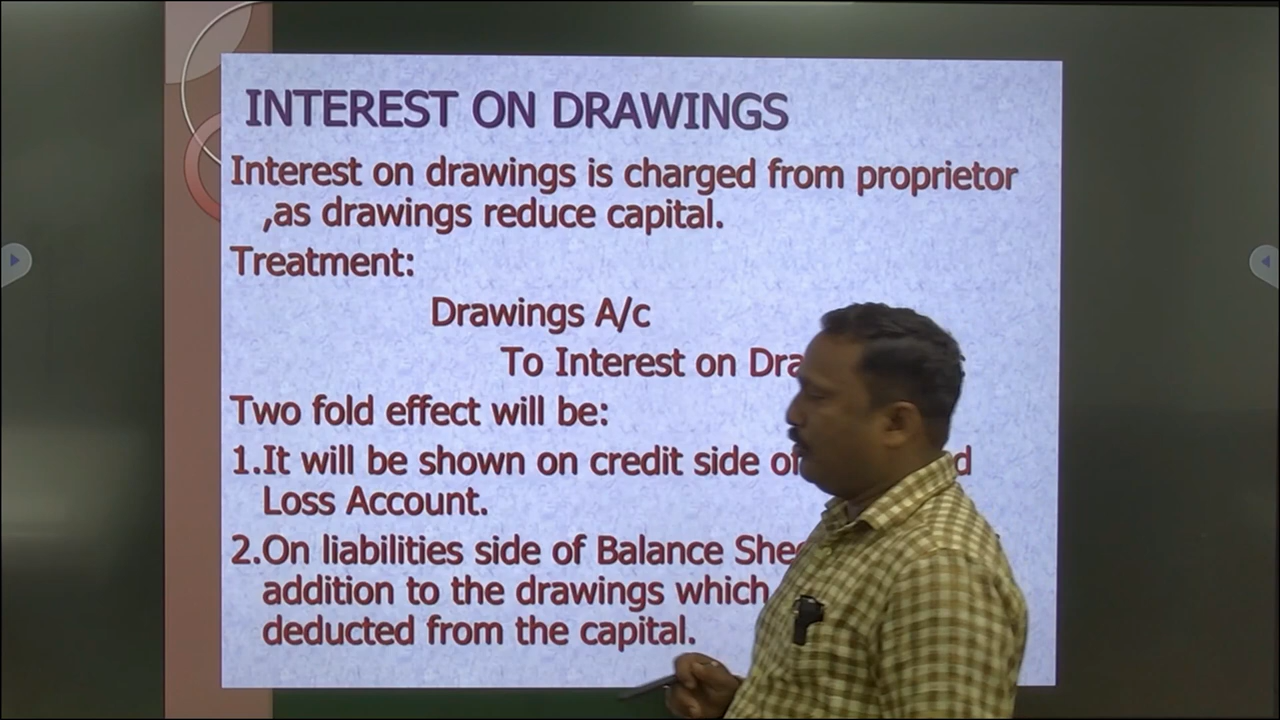 INTEREST ON DRAWINGS
Interest on drawings is charged from proprietor
,as drawings reduce capital.
Treatment:
Drawings A/c
To Interest on
Two fold effect will be:
1.It will be shown on credit side of
Loss Account.
2.On liabilities side of Balance
addition to the drawings which
deducted from the capital.